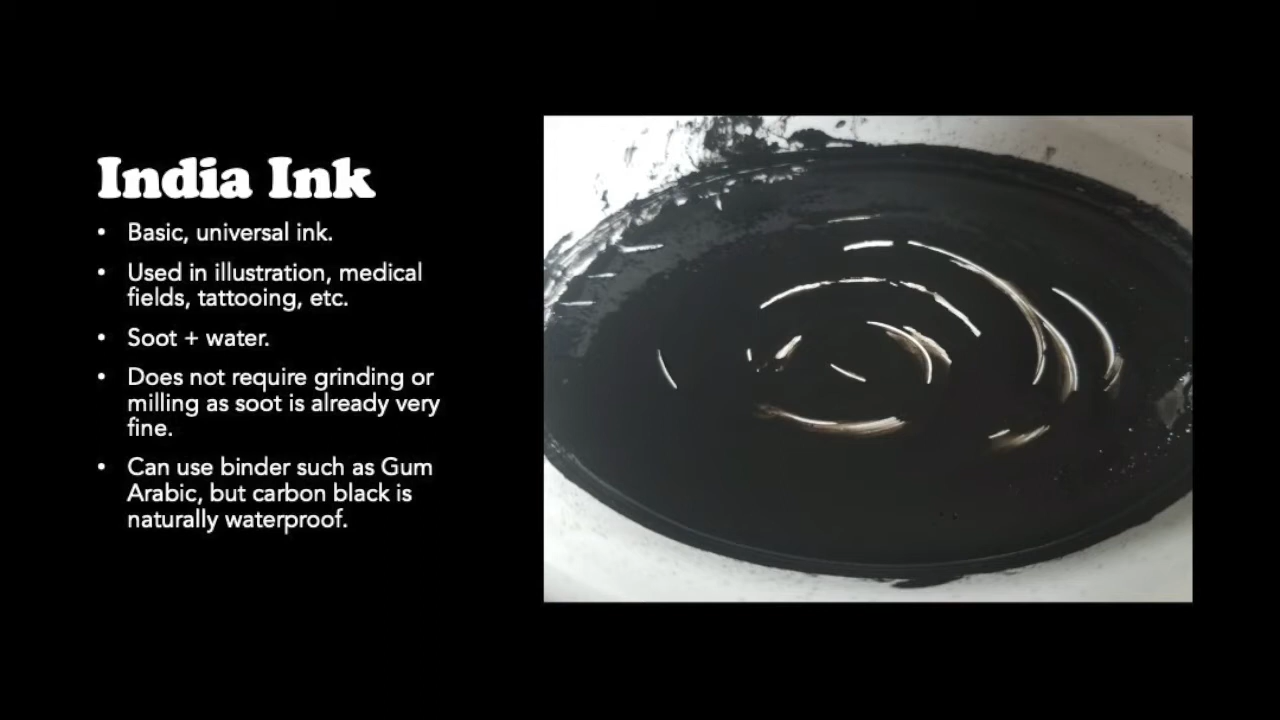 India Ink
• Basic, universal ink.
• Used in illustration, medical
fields, tattooing, etc.
• Soot + water.
• Does not require grinding or
milling as soot is already very
fine.
• Can use binder such as Gum
Arabic, but carbon black is
naturally waterproof.